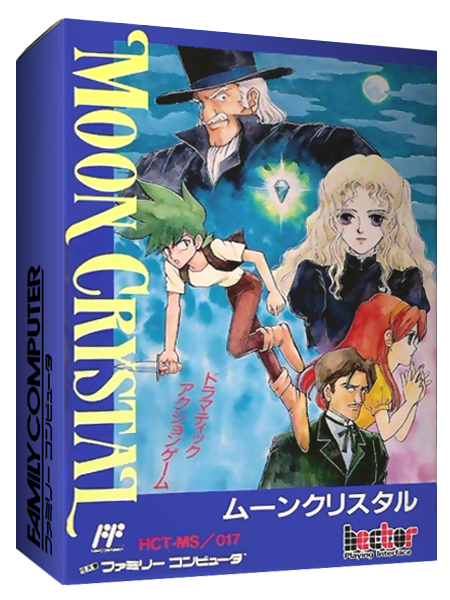 MOON CRYSTAL
ドラマティック
アクションゲーム
ムーンクリスタル
HCT-MS/017
ファミリー コンピュータ
hector
Playing Interface
FAMILY COMPUTER
ファミリー コンピュータ